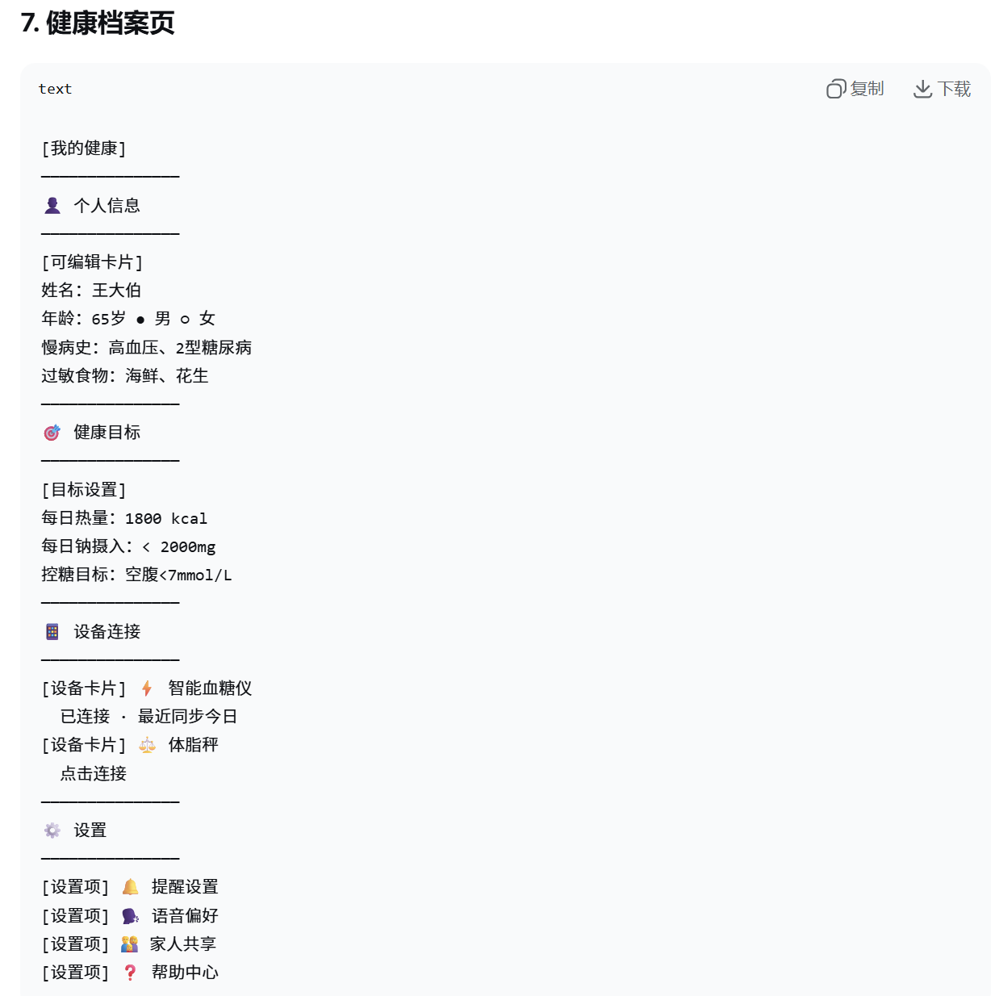 7. 健康档案页
text
复制 下载
[我的健康]
———————————————
👤 个人信息
———————————————
[可编辑卡片]
姓名：王大伯
年龄：65岁 ● 男 ○ 女
慢病史：高血压、2型糖尿病
过敏食物：海鲜、花生
———————————————
🎯 健康目标
———————————————
[目标设置]
每日热量：1800 kcal
每日钠摄入：< 2000mg
控糖目标：空腹<7mmol/L
———————————————
📱 设备连接
———————————————
[设备卡片] ⚡ 智能血糖仪
已连接 · 最近同步今日
[设备卡片] ⚖️ 体脂秤
点击连接
———————————————
⚙️ 设置
———————————————
[设置项] 🔔 提醒设置
[设置项] 🗣️ 语音偏好
[设置项] 👫 家人共享
[设置项] ❓ 帮助中心